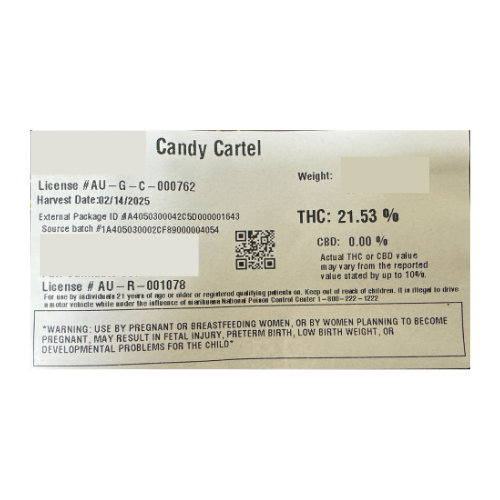 Candy Cartel
Weight:
License # AU-G-C-000762
Harvest Date:02/14/2025
External Package ID #1A4050300042C5D000001643
Source batch #1A405030002CF89000004054
THC: 21.53 %
CBD: 0.00 %
Actual THC or CBD value
may vary from the reported
value stated by up to 10%.
License # AU-R-001078
For use by individuals 21 years of age or older or registered qualifying patients on. Keep out of reach of children. It is illegal to drive
a motor vehicle while under the influence of marihuana National Poison Control Center 1-800-222-1222
"WARNING: USE BY PREGNANT OR BREASTFEEDING WOMEN, OR BY WOMEN PLANNING TO BECOME
PREGNANT, MAY RESULT IN FETAL INJURY, PRETERM BIRTH, LOW BIRTH WEIGHT, OR
DEVELOPMENTAL PROBLEMS FOR THE CHILD"